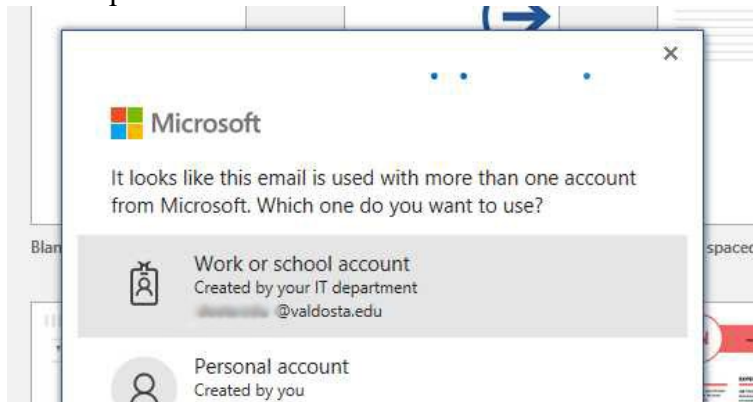 Microsoft
It looks like this email is used with more than one account
from Microsoft. Which one do you want to use?
Blan
spaced
Work or school account
Created by your IT department
@valdosta.edu
Personal account
Created by you